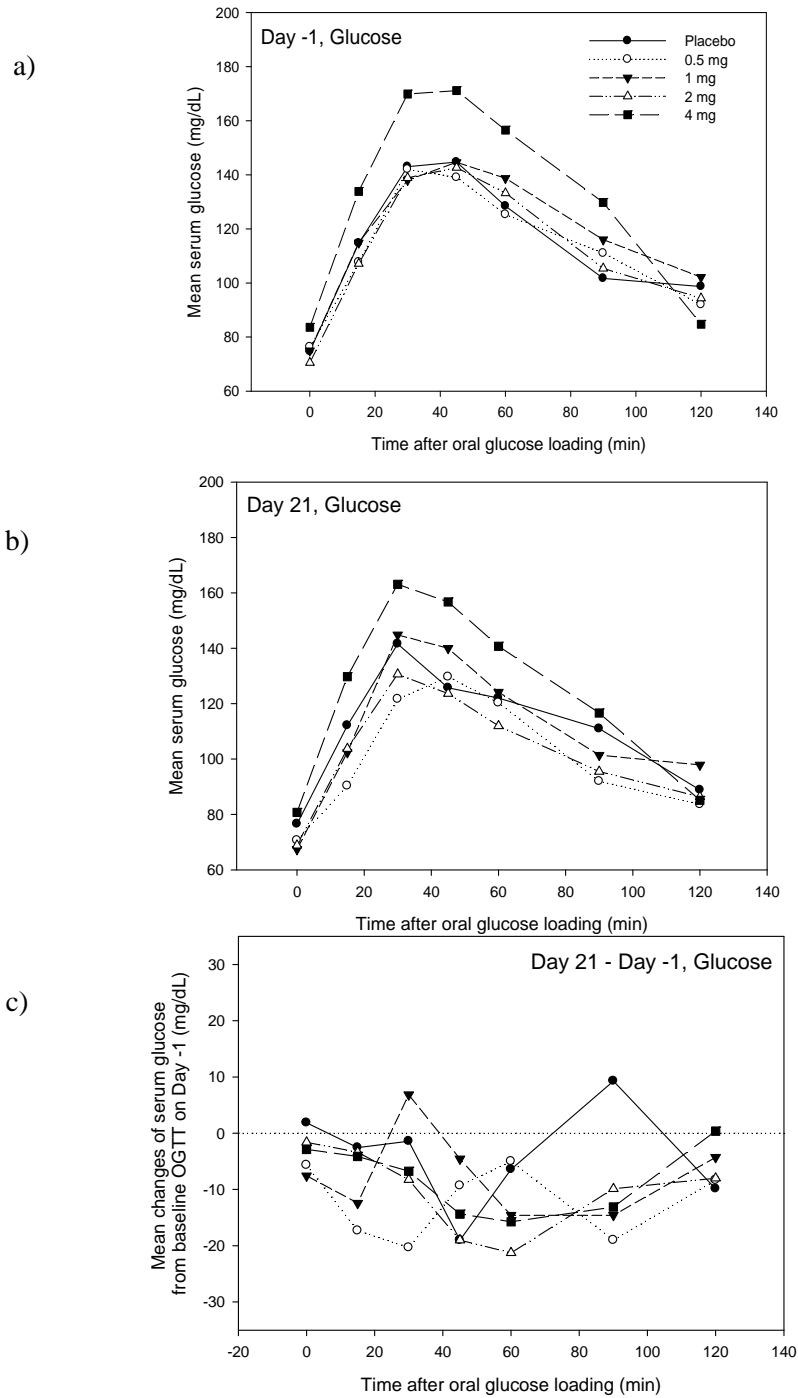 a)
Day -1, Glucose
Placebo
0.5 mg
1 mg
2 mg
4 mg
Mean serum glucose (mg/dL)
200
180
160
140
120
100
80
60
0 20 40 60 80 100 120 140
Time after oral glucose loading (min)
b)
Day 21, Glucose
Mean serum glucose (mg/dL)
200
180
160
140
120
100
80
60
0 20 40 60 80 100 120 140
Time after oral glucose loading (min)
c)
Day 21 - Day -1, Glucose
Mean changes of serum glucose
from baseline OGTT on Day -1 (mg/dL)
30
20
10
0
-10
-20
-30
-20 0 20 40 60 80 100 120 140
Time after oral glucose loading (min)